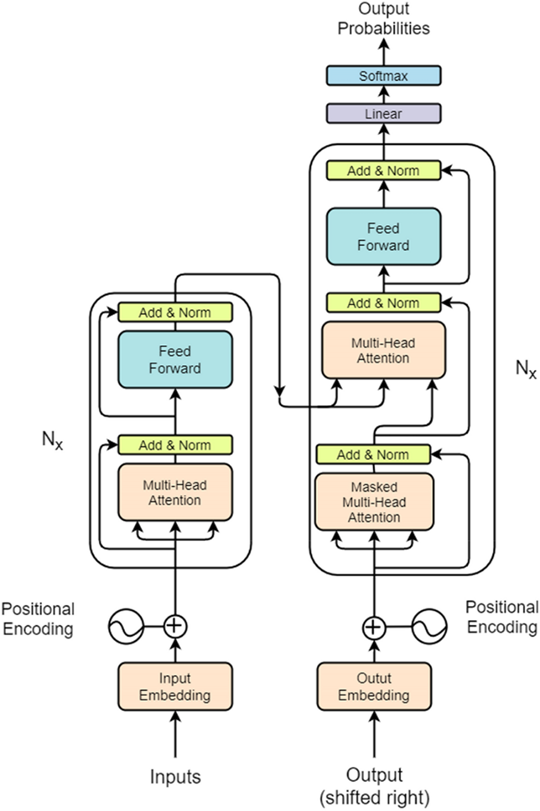 Output
Probabilities
Softmax
Linear
Add & Norm
Feed
Forward
Add & Norm
Multi-Head
Attention
Nx
Add & Norm
Masked
Multi-Head
Attention
Add & Norm
Feed
Forward
Nx
Add & Norm
Multi-Head
Attention
Positional
Encoding
Positional
Encoding
Input
Embedding
Outut
Embedding
Inputs
Output
(shifted right)